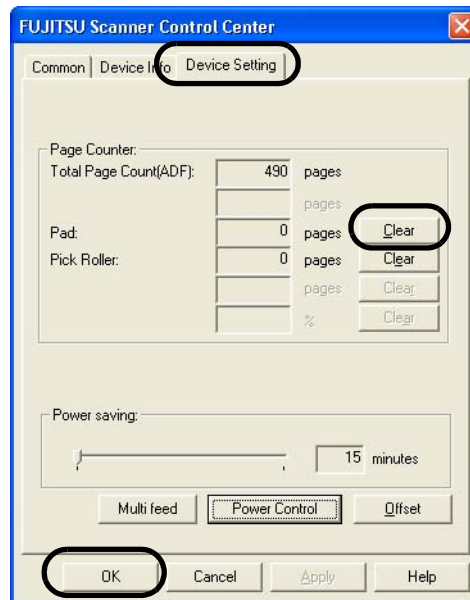 FUJITSU Scanner Control Center
Common Device Info Device Setting
Page Counter:
Total Page Count(ADF): 490 pages
pages
Pad: 0 pages Clear
Pick Roller: 0 pages Clear
pages Clear
% Clear
Power saving:
15 minutes
Multi feed Power Control Offset
OK Cancel Apply Help